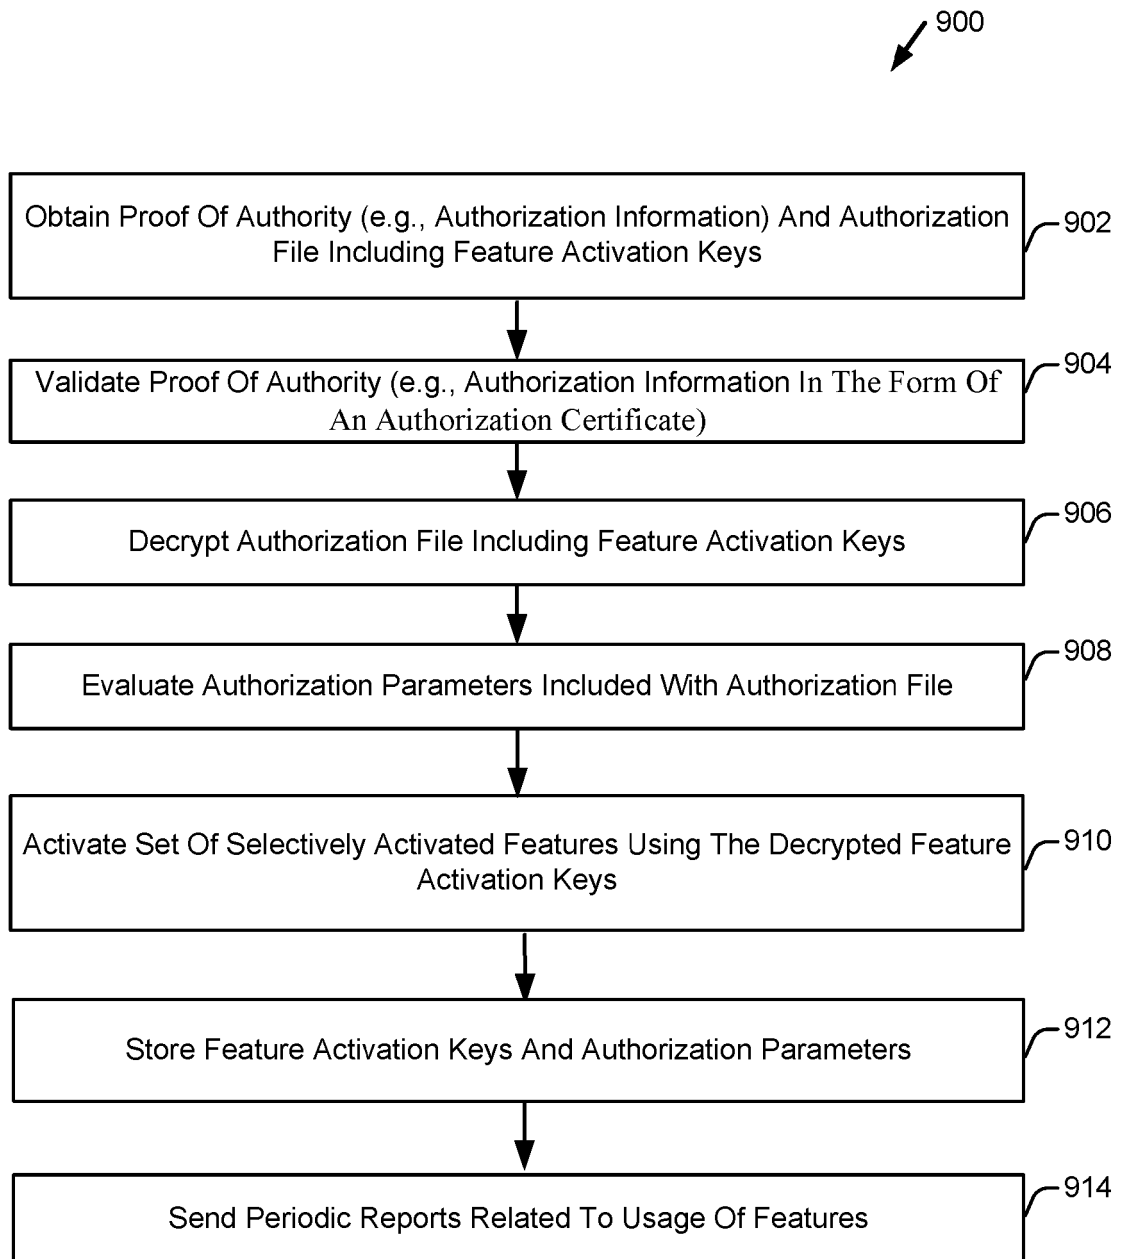 900
Obtain Proof Of Authority (e.g., Authorization Information) And Authorization
File Including Feature Activation Keys
902
Validate Proof Of Authority (e.g., Authorization Information In The Form Of
An Authorization Certificate)
904
Decrypt Authorization File Including Feature Activation Keys
906
Evaluate Authorization Parameters Included With Authorization File
908
Activate Set Of Selectively Activated Features Using The Decrypted Feature
Activation Keys
910
Store Feature Activation Keys And Authorization Parameters
912
Send Periodic Reports Related To Usage Of Features
914